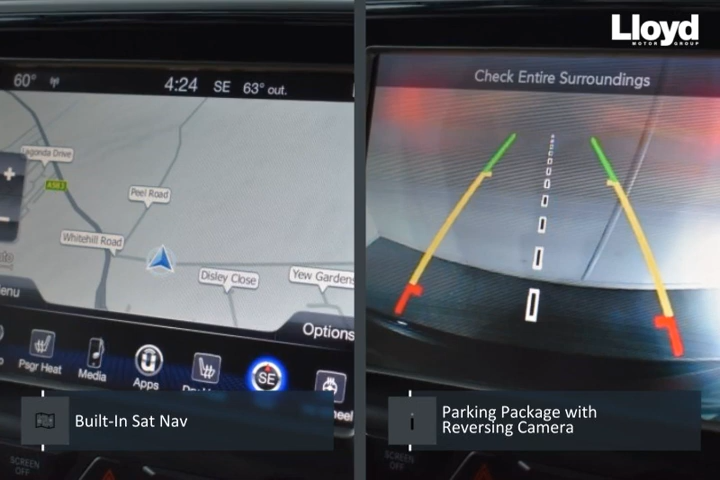 Lloyd
MOTOR GROUP
60°
4:24
SE
63° out.
Lagonda Drive
A583
Peel Road
Whitehill Road
Disley Close
Yew Gardens
Options
Psgr Heat
Media
Apps
SE
Built-In Sat Nav
SCREEN
OFF
Check Entire Surroundings
Parking Package with
Reversing Camera
SCREEN
OFF